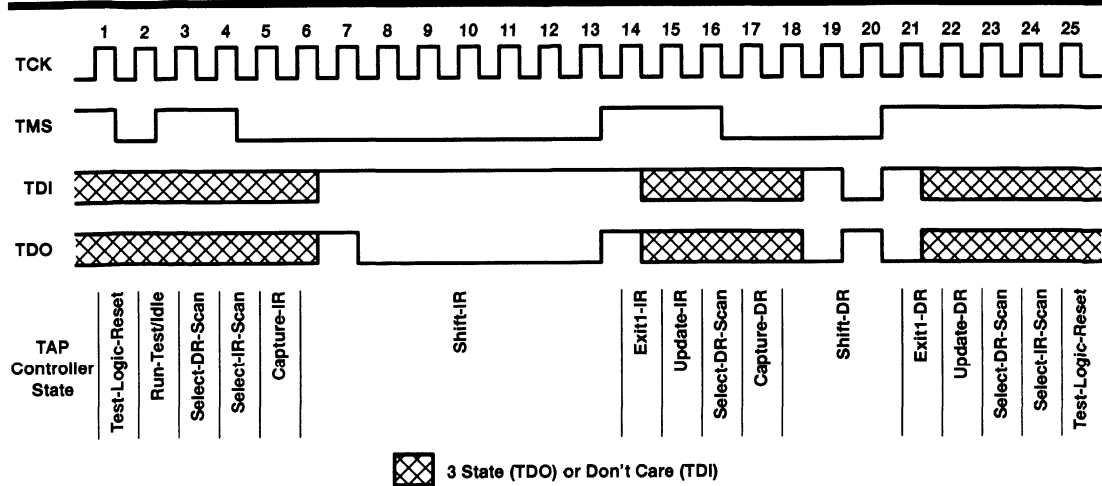 1 2 3 4 5 6 7 8 9 10 11 12 13 14 15 16 17 18 19 20 21 22 23 24 25
TCK
TMS
TDI
TDO
TAP
Controller
State
Test-Logic-Reset
Run-Test/Idle
Select-DR-Scan
Select-IR-Scan
Capture-IR
Shift-IR
Exit1-IR
Update-IR
Select-DR-Scan
Capture-DR
Shift-DR
Exit1-DR
Update-DR
Select-DR-Scan
Select-IR-Scan
Test-Logic-Reset
3 State (TDO) or Don't Care (TDI)